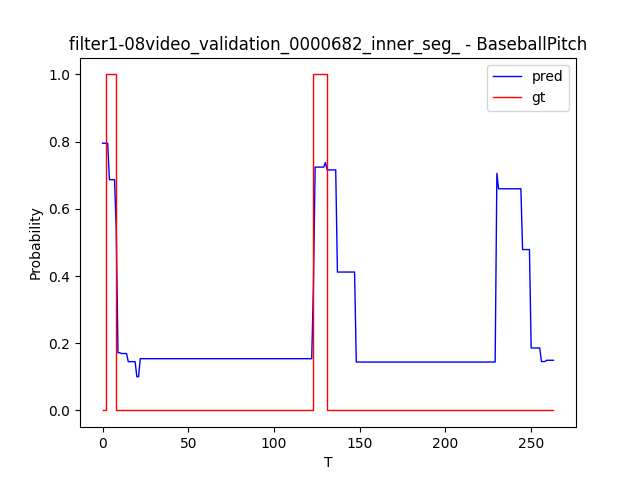 filter1-08video_validation_0000682_inner_seg_ - BaseballPitch
pred
gt
1.0
0.8
0.6
0.4
0.2
0.0
Probability
0
50
100
150
200
250
T